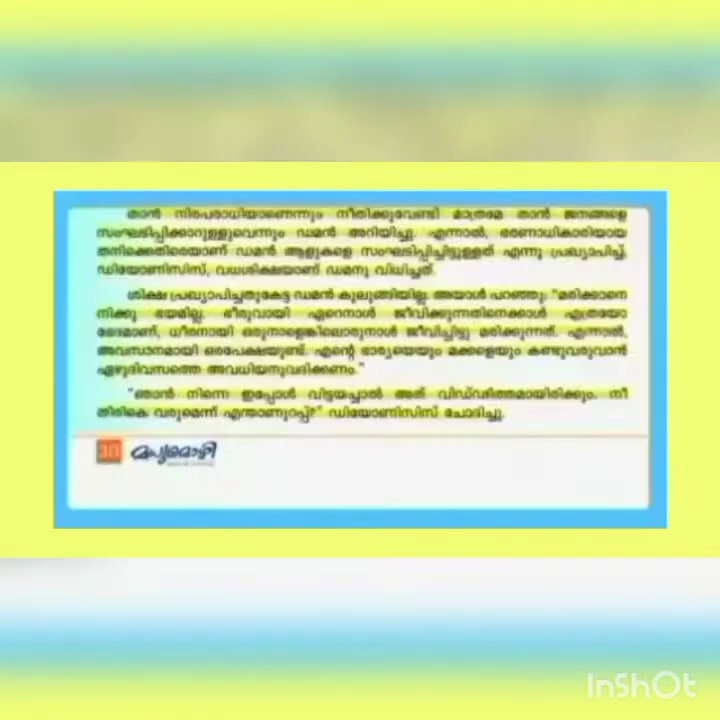 താൻ നിരപരാധിയാണെന്നും നീതിക്കുവേണ്ടി മാത്രമേ താൻ ജനങ്ങളെ
സംഘടിപ്പിക്കാറുള്ളുവെന്നും ഡമൻ അറിയിച്ചു. എന്നാൽ, ഭരണാധികാരിയായ
തനിക്കെതിരെയാണ് ഡമൻ ആളുകളെ സംഘടിപ്പിച്ചിട്ടുള്ളത് എന്നു പ്രഖ്യാപിച്ച്,
ഡിയോണിസിസ്, വധശിക്ഷയാണ് ഡമനു വിധിച്ചത്.
ശിക്ഷ പ്രഖ്യാപിച്ചതുകേട്ട ഡമൻ കുലുങ്ങിയില്ല. അയാൾ പറഞ്ഞു: "മരിക്കാനെ
നിക്കു ഭയമില്ല. ഭീരുവായി ഏറെനാൾ ജീവിക്കുന്നതിനെക്കാൾ എത്രയോ
ഭേദമാണ്, ധീരനായി ഒരുനാളെങ്കിലൊരുനാൾ ജീവിച്ചിട്ടു മരിക്കുന്നത്. എന്നാൽ,
അവസാനമായി ഒരപേക്ഷയുണ്ട്. എന്റെ ഭാര്യയെയും മക്കളെയും കണ്ടുവരുവാൻ
ഏഴുദിവസത്തെ അവധിയനുവദിക്കണം."
"ഞാൻ നിന്നെ ഇപ്പോൾ വിട്ടയച്ചാൽ അത് വിഡ്ഢിത്തമായിരിക്കും. നീ
തിരികെ വരുമെന്ന് എന്താണുറപ്പ്?" ഡിയോണിസിസ് ചോദിച്ചു.
InShOt